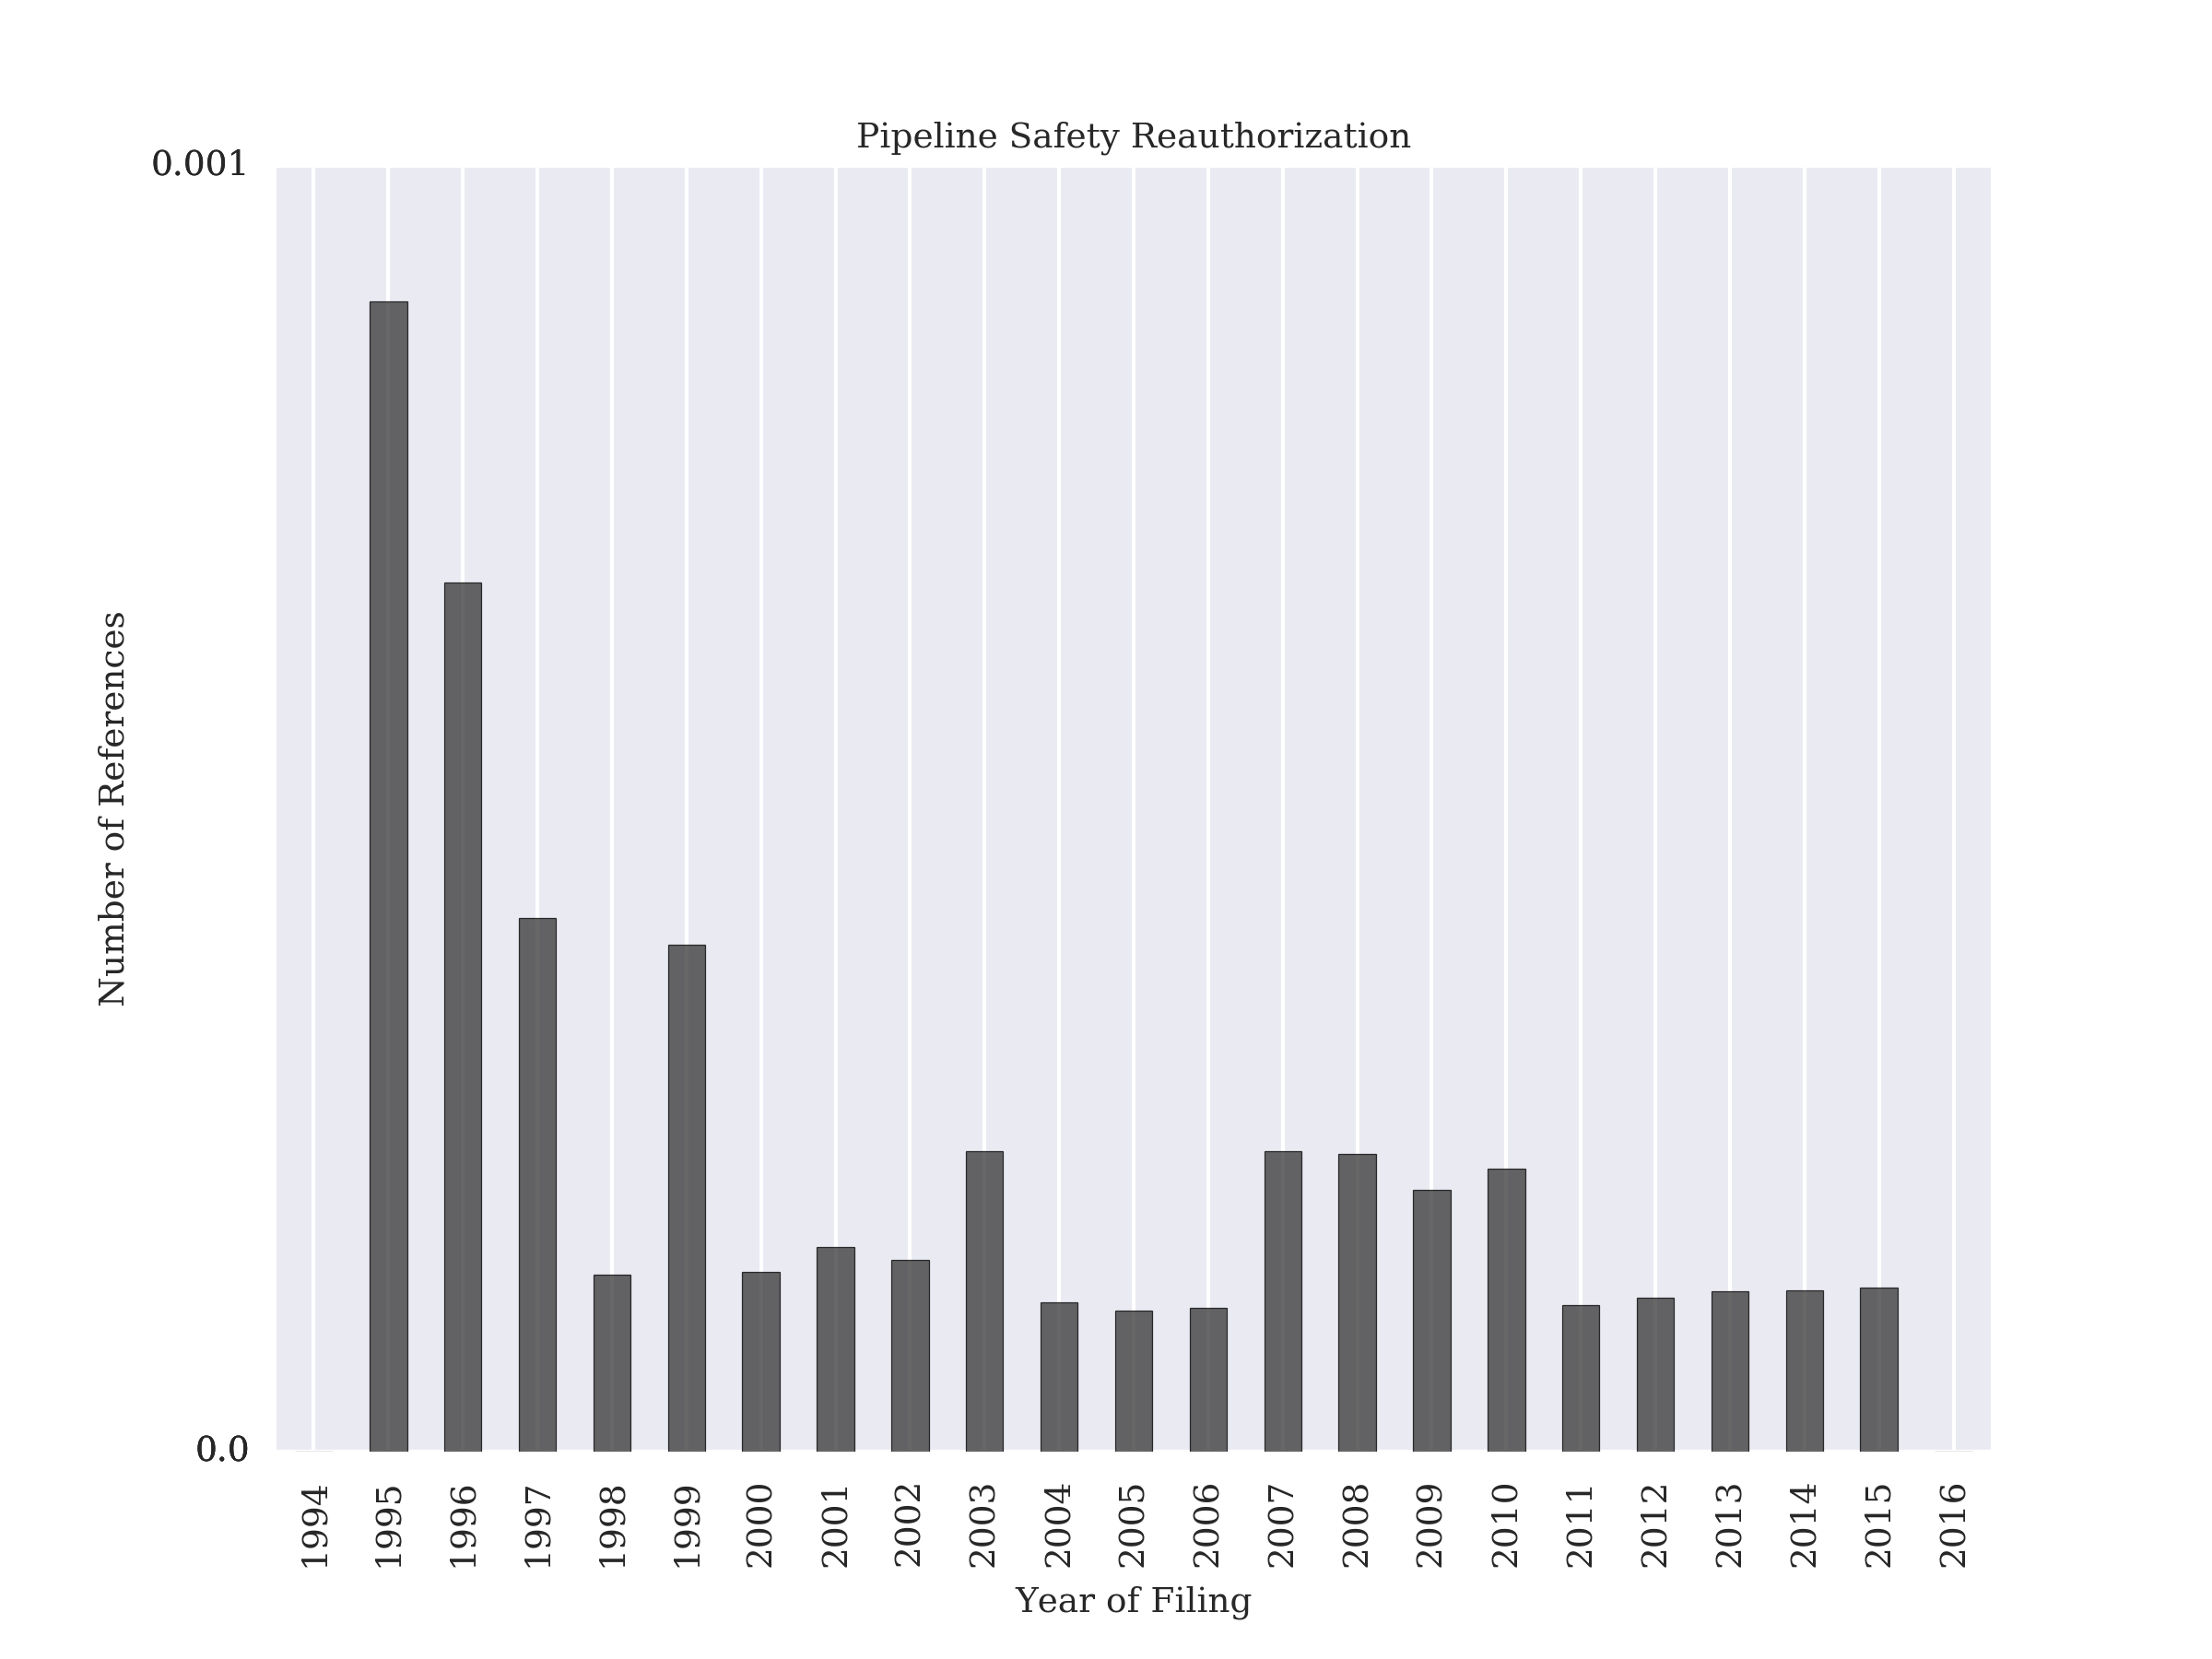 Pipeline Safety Reauthorization
0.001
Number of References
0.0
1994 1995 1996 1997 1998 1999 2000 2001 2002 2003 2004 2005 2006 2007 2008 2009 2010 2011 2012 2013 2014 2015 2016
Year of Filing